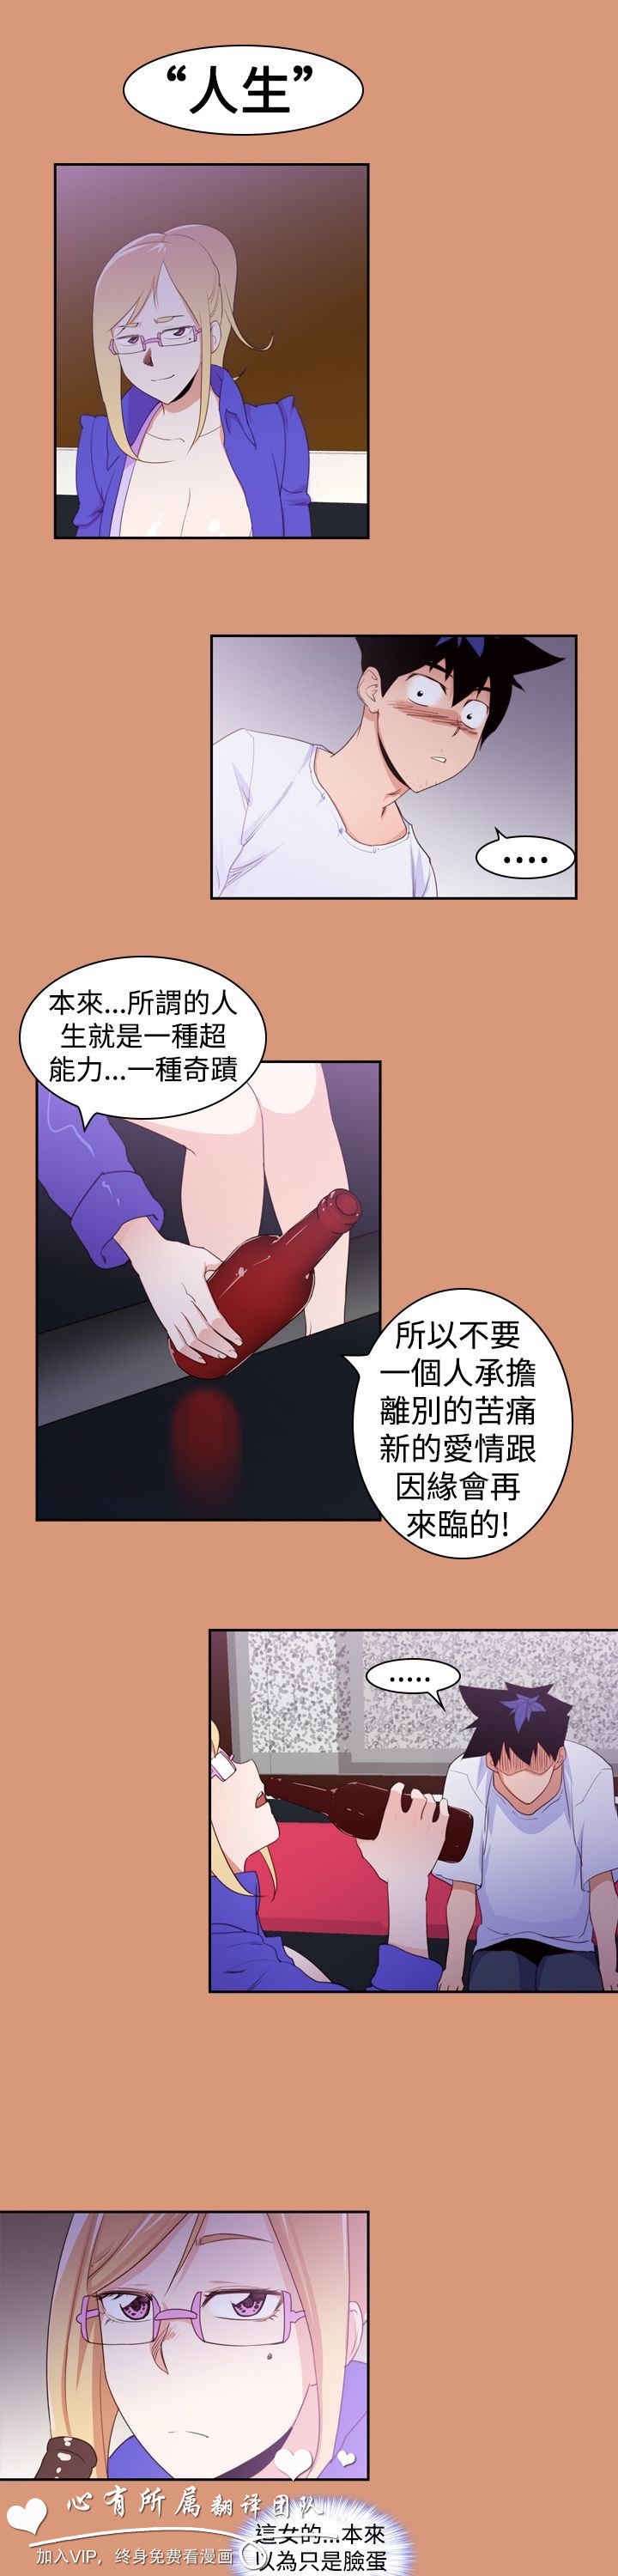 “人生”
....
本來...所謂的人
生就是一種超
能力...一種奇蹟
所以不要
一個人承擔
離別的苦痛
新的愛情跟
因緣會再
來臨的!
.....
心有所属翻译团队
加入VIP，终身免费看漫画
這女的...本來
以為只是臉蛋